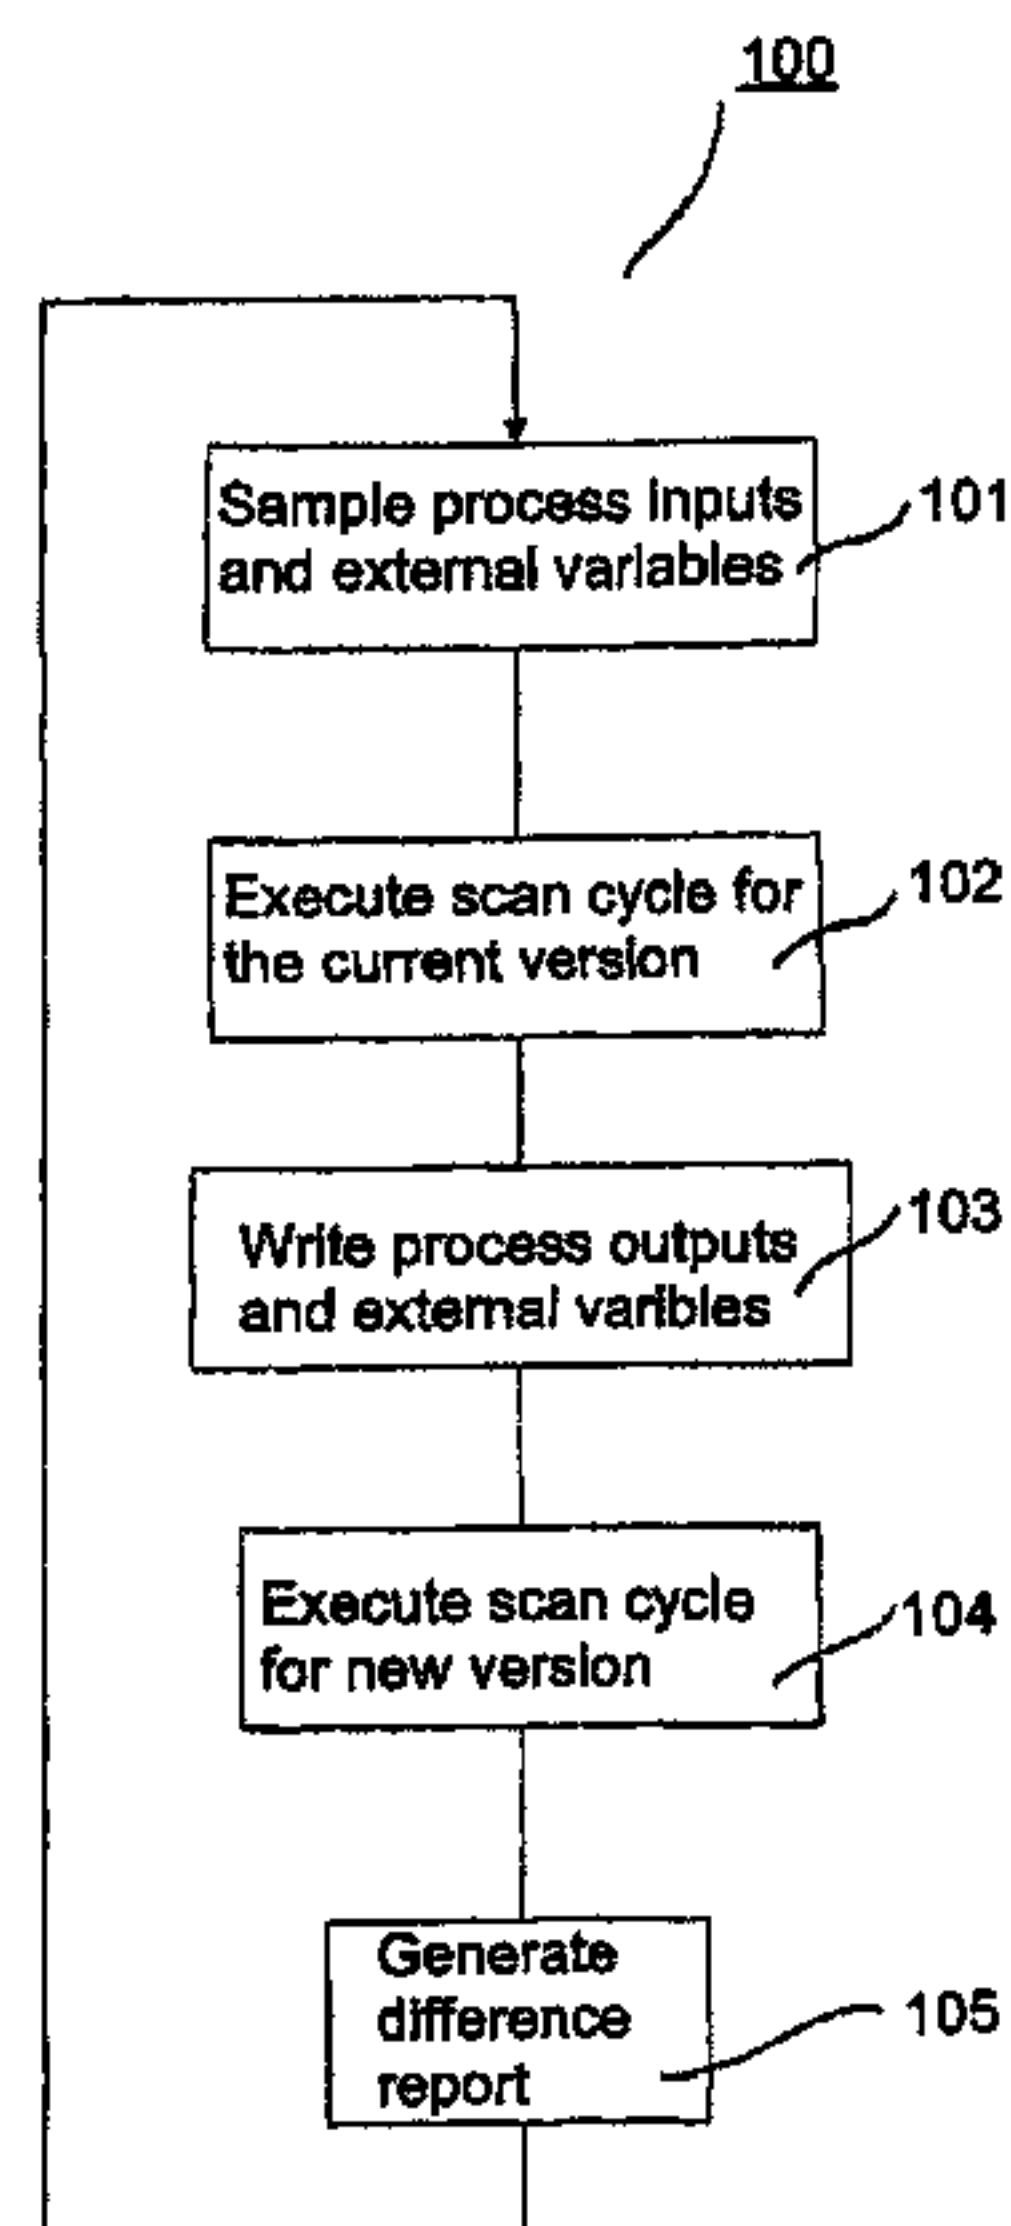 100
Sample process inputs
and external variables
101
Execute scan cycle for
the current version
102
Write process outputs
and external varibles
103
Execute scan cycle
for new version
104
Generate
difference
report
105